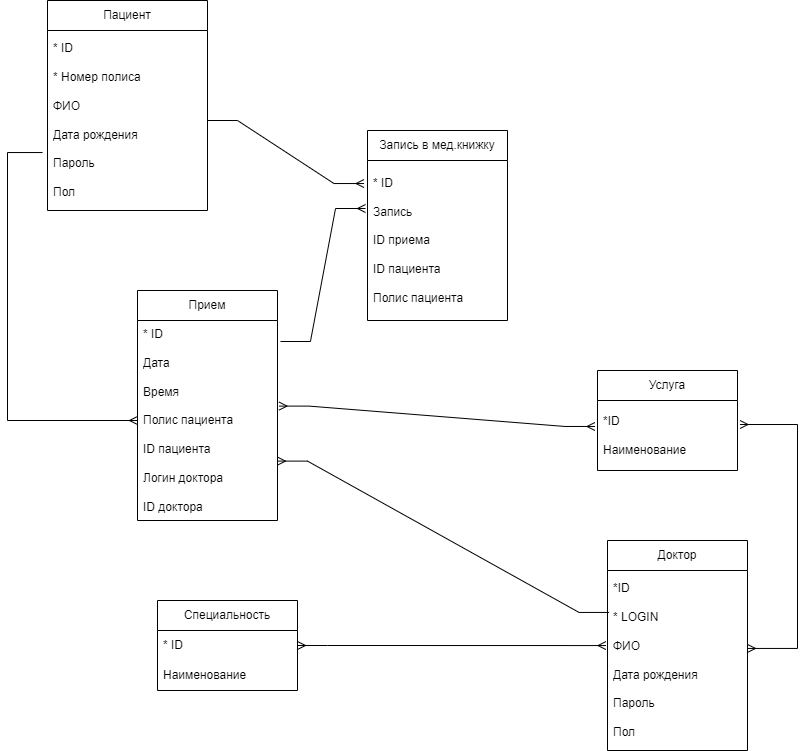 Пациент
* ID
* Номер полиса
ФИО
Дата рождения
Пароль
Пол
Запись в мед.книжку
* ID
Запись
ID приема
ID пациента
Полис пациента
Прием
* ID
Дата
Время
Полис пациента
ID пациента
Логин доктора
ID доктора
Услуга
*ID
Наименование
Доктор
*ID
* LOGIN
ФИО
Дата рождения
Пароль
Пол
Специальность
* ID
Наименование